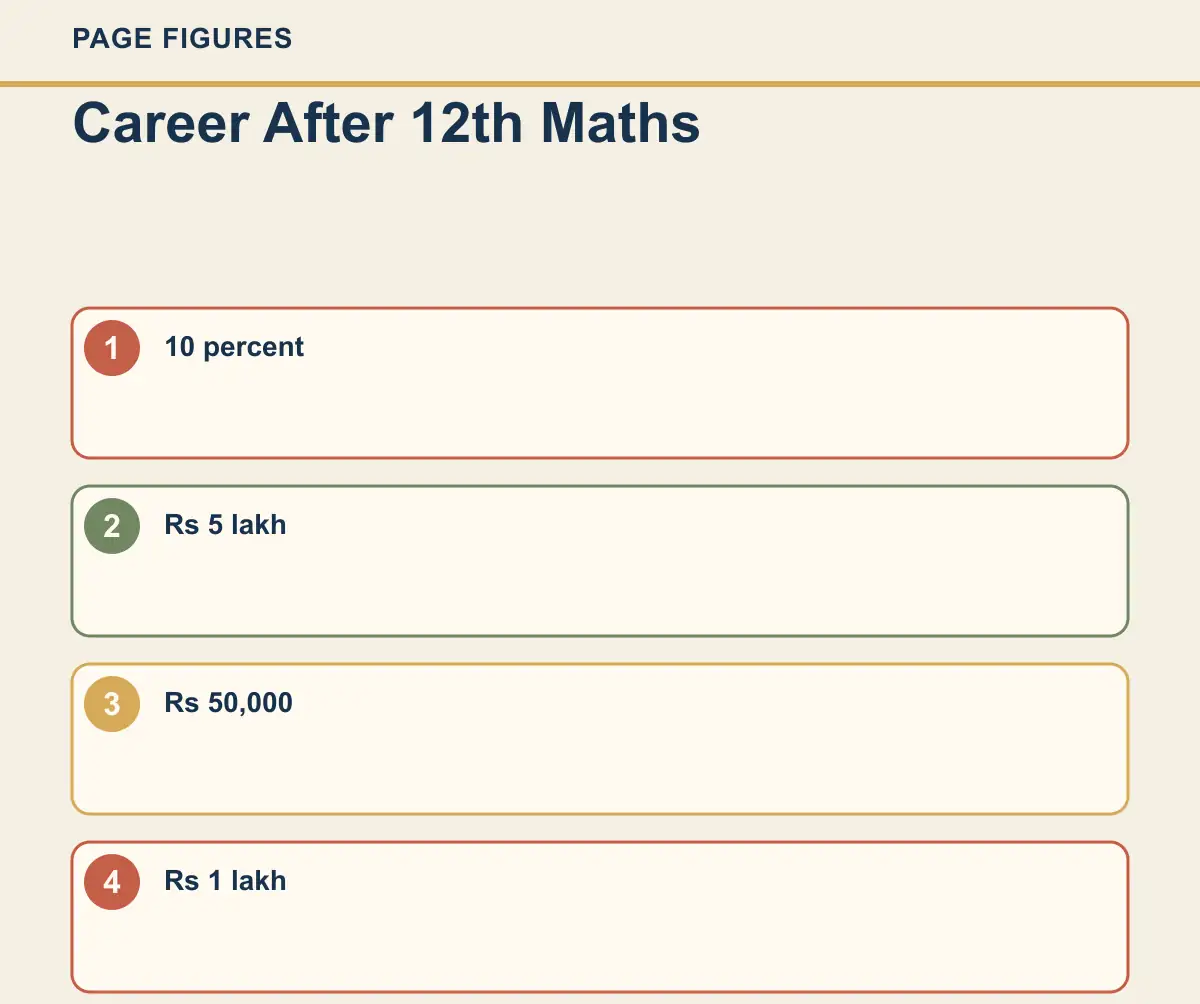 PAGE FIGURES
Career After 12th Maths
1 10 percent
2 Rs 5 lakh
3 Rs 50,000
4 Rs 1 lakh